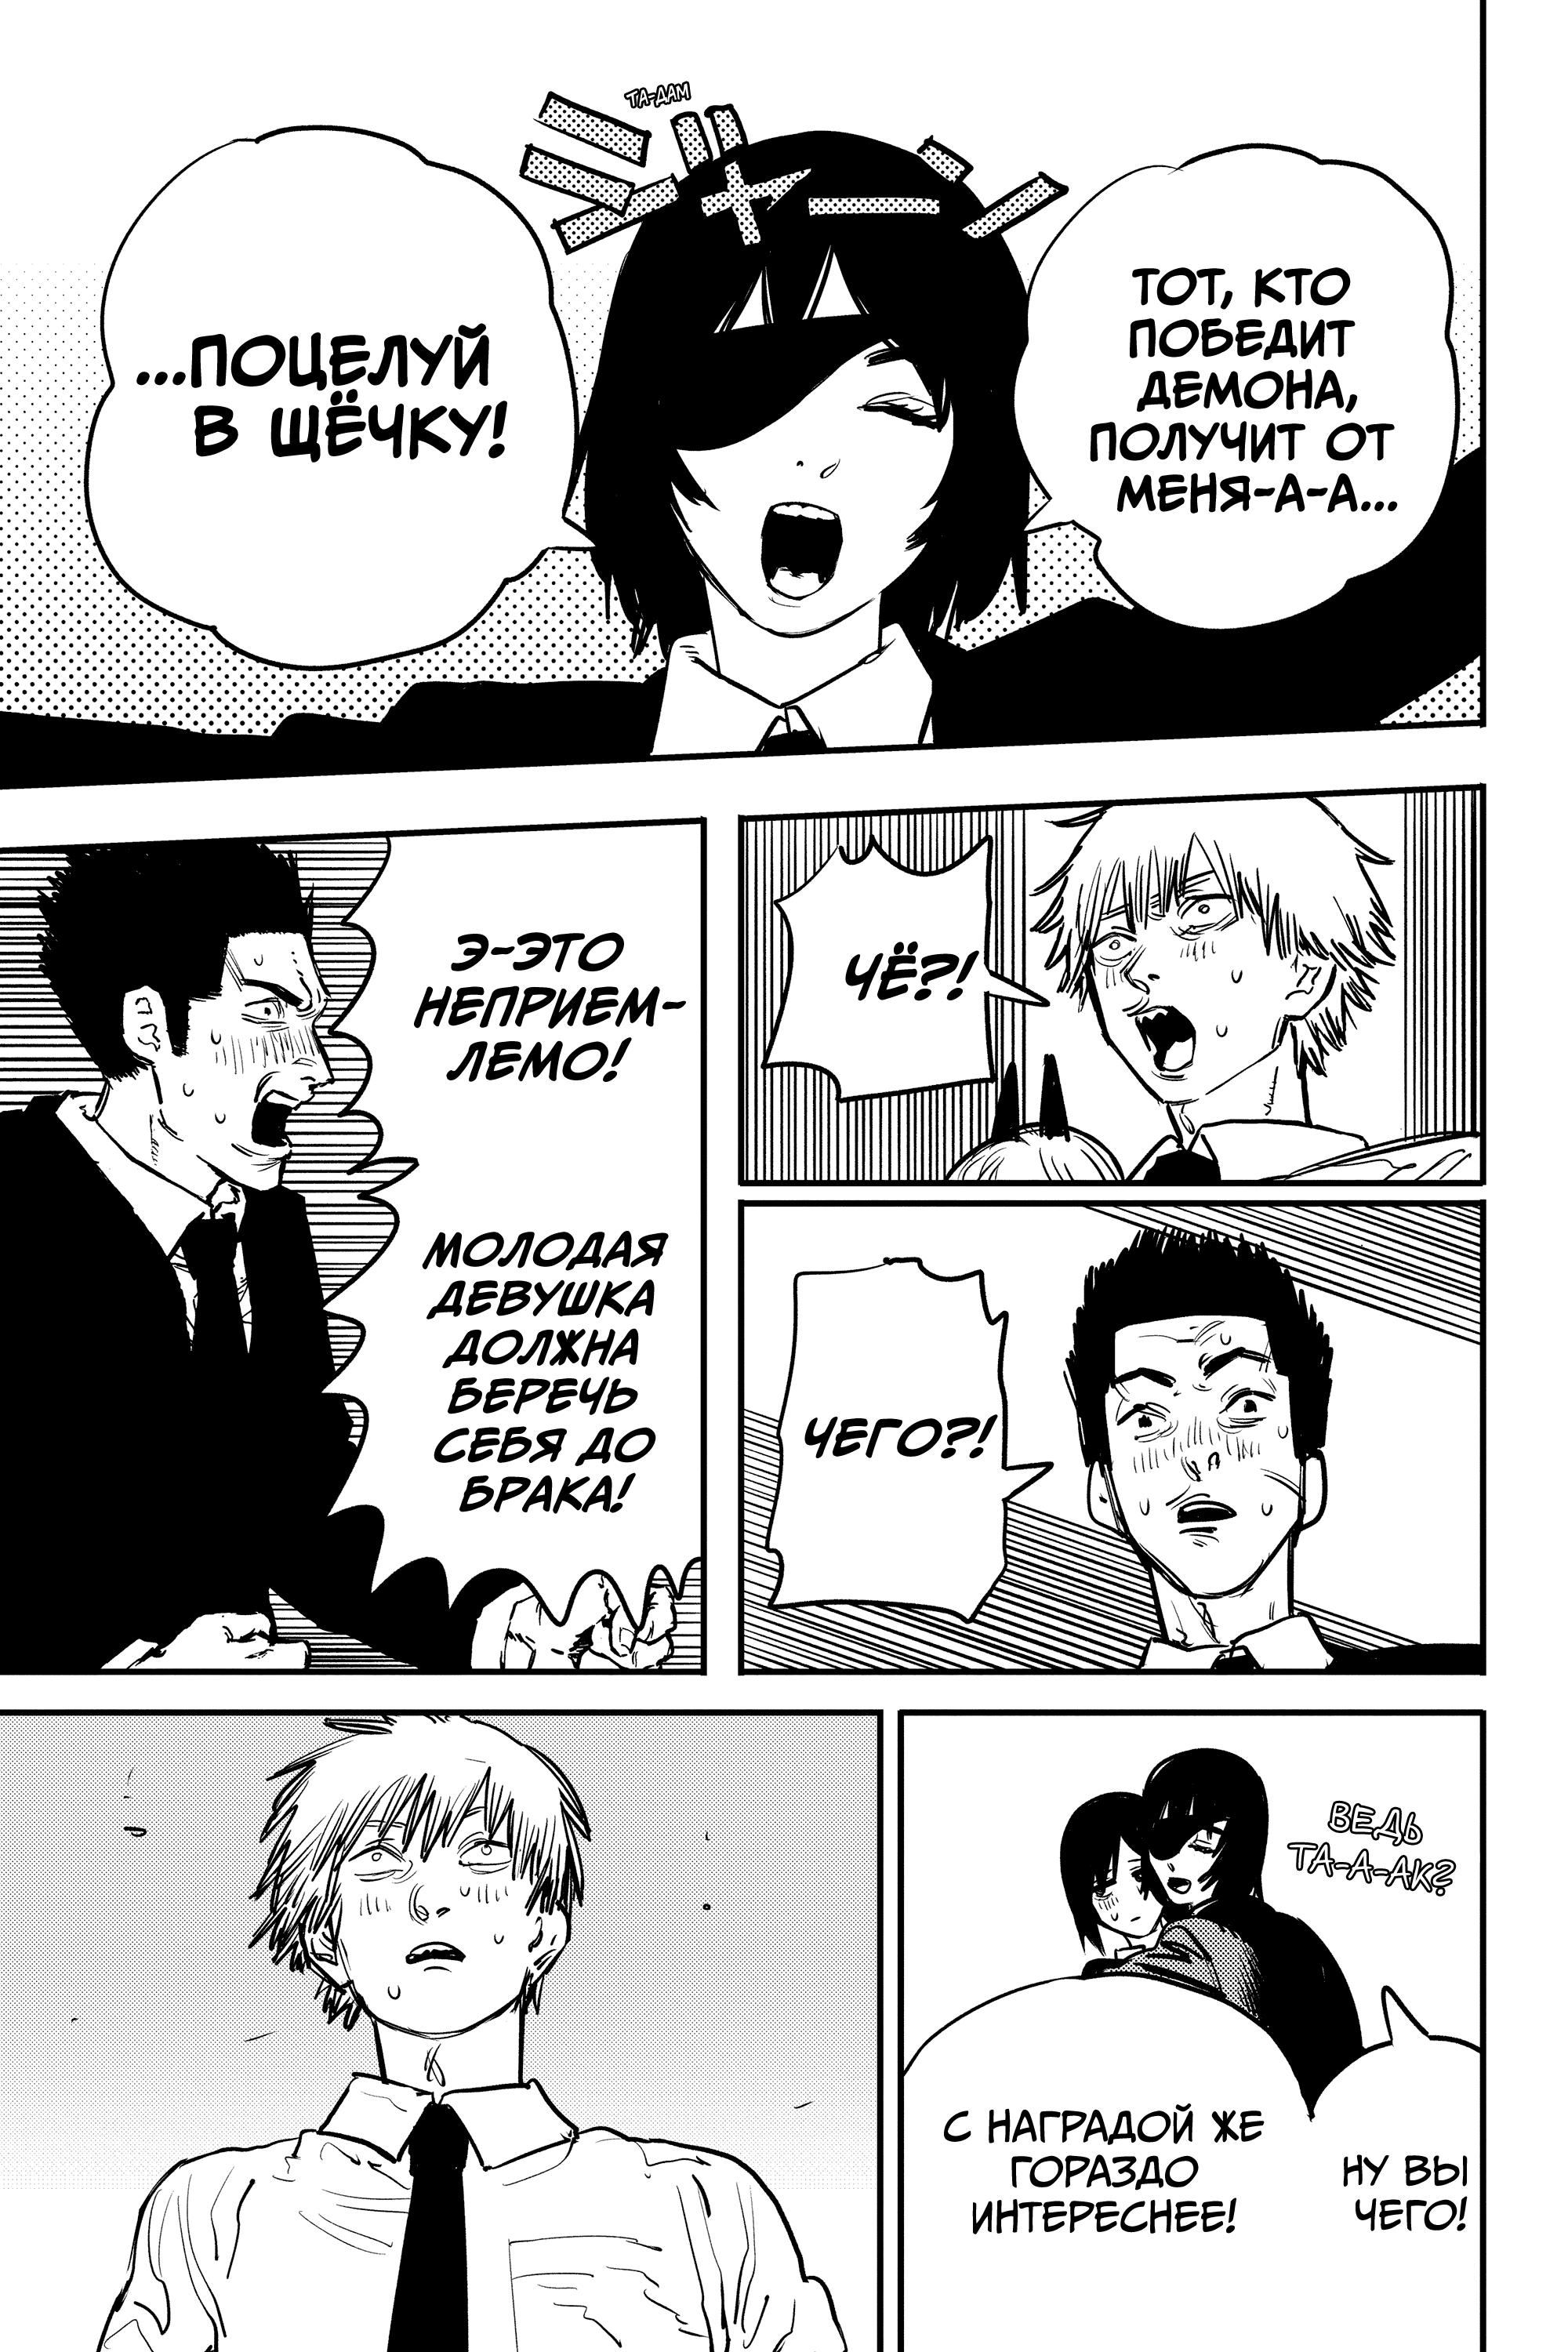 ТА-ДАМ
ТОТ, КТО
ПОБЕДИТ
ДЕМОНА,
ПОЛУЧИТ ОТ
МЕНЯ-А-А...
...ПОЦЕЛУЙ
В ЩЁЧКУ!
ЧЁ?!
ЧЕГО?!
Э-ЭТО
НЕПРИЕМ-
ЛЕМО!
МОЛОДАЯ
ДЕВУШКА
ДОЛЖНА
БЕРЕЧЬ
СЕБЯ ДО
БРАКА!
НУ ВЫ
ЧЕГО!
С НАГРАДОЙ ЖЕ
ГОРАЗДО
ИНТЕРЕСНЕЕ!
ВЕДЬ
ТА-А-АК?